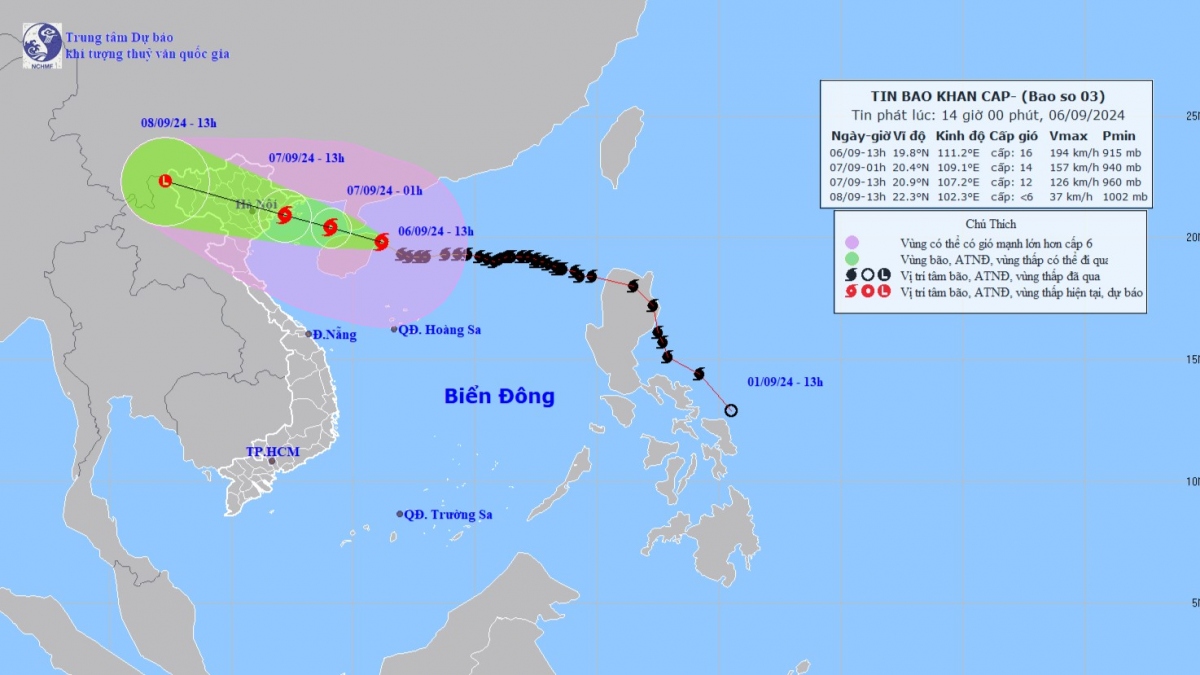 Trung tâm Dự báo
khí tượng thuỷ văn quốc gia
NCHMF
TIN BAO KHAN CAP- (Bao so 03)
Tin phát lúc: 14 giờ 00 phút, 06/09/2024
Ngày-giờ Vĩ độ Kinh độ Cấp gió Vmax Pmin
06/09-13h 19.8°N 111.2°E cấp: 16 194 km/h 915 mb
07/09-01h 20.4°N 109.1°E cấp: 14 157 km/h 940 mb
07/09-13h 20.9°N 107.2°E cấp: 12 126 km/h 960 mb
08/09-13h 22.3°N 102.3°E cấp: <6 37 km/h 1002 mb
Chú Thích
Vùng có thể có gió mạnh lớn hơn cấp 6
Vùng bão, ATNĐ, vùng thấp có thể đi qua
L Vị trí tâm bão, ATNĐ, vùng thấp đã qua
L Vị trí tâm bão, ATNĐ, vùng thấp hiện tại, dự báo
08/09/24 - 13h
07/09/24 - 13h
07/09/24 - 01h
06/09/24 - 13h
L
Hà Nội
QĐ. Hoàng Sa
Đ.Nẵng
01/09/24 - 13h
Biển Đông
TP.HCM
QĐ. Trường Sa
25N
20N
15N
10N
5N